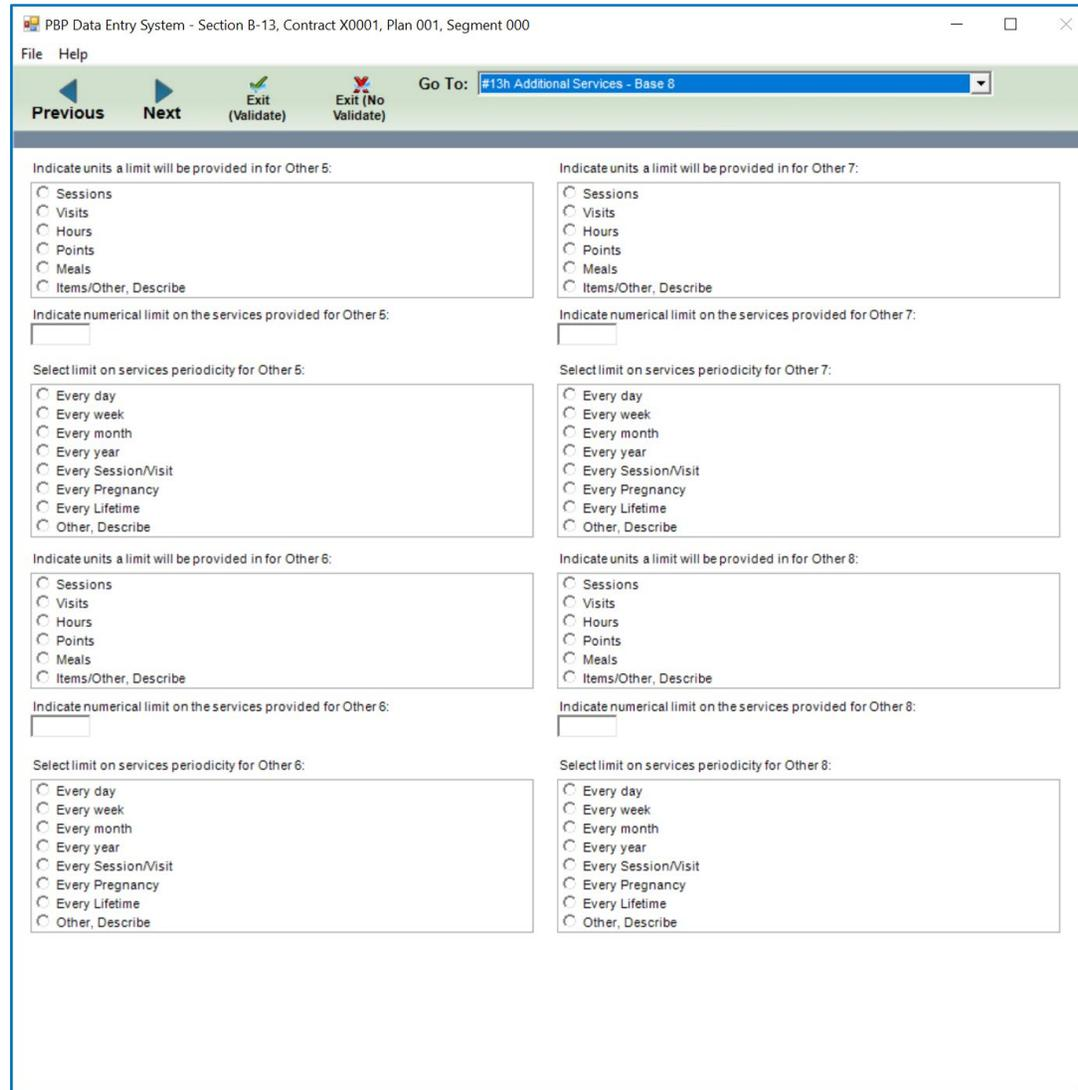 PBP Data Entry System - Section B-13, Contract X0001, Plan 001, Segment 000
File Help
Previous
Next
Exit (Validate)
Exit (No Validate)
Go To: #13h Additional Services - Base 8
Indicate units a limit will be provided in for Other 5:
Sessions
Visits
Hours
Points
Meals
Items/Other, Describe
Indicate numerical limit on the services provided for Other 5:
Select limit on services periodicity for Other 5:
Every day
Every week
Every month
Every year
Every Session/Visit
Every Pregnancy
Every Lifetime
Other, Describe
Indicate units a limit will be provided in for Other 6:
Sessions
Visits
Hours
Points
Meals
Items/Other, Describe
Indicate numerical limit on the services provided for Other 6:
Select limit on services periodicity for Other 6:
Every day
Every week
Every month
Every year
Every Session/Visit
Every Pregnancy
Every Lifetime
Other, Describe
Indicate units a limit will be provided in for Other 7:
Sessions
Visits
Hours
Points
Meals
Items/Other, Describe
Indicate numerical limit on the services provided for Other 7:
Select limit on services periodicity for Other 7:
Every day
Every week
Every month
Every year
Every Session/Visit
Every Pregnancy
Every Lifetime
Other, Describe
Indicate units a limit will be provided in for Other 8:
Sessions
Visits
Hours
Points
Meals
Items/Other, Describe
Indicate numerical limit on the services provided for Other 8:
Select limit on services periodicity for Other 8:
Every day
Every week
Every month
Every year
Every Session/Visit
Every Pregnancy
Every Lifetime
Other, Describe